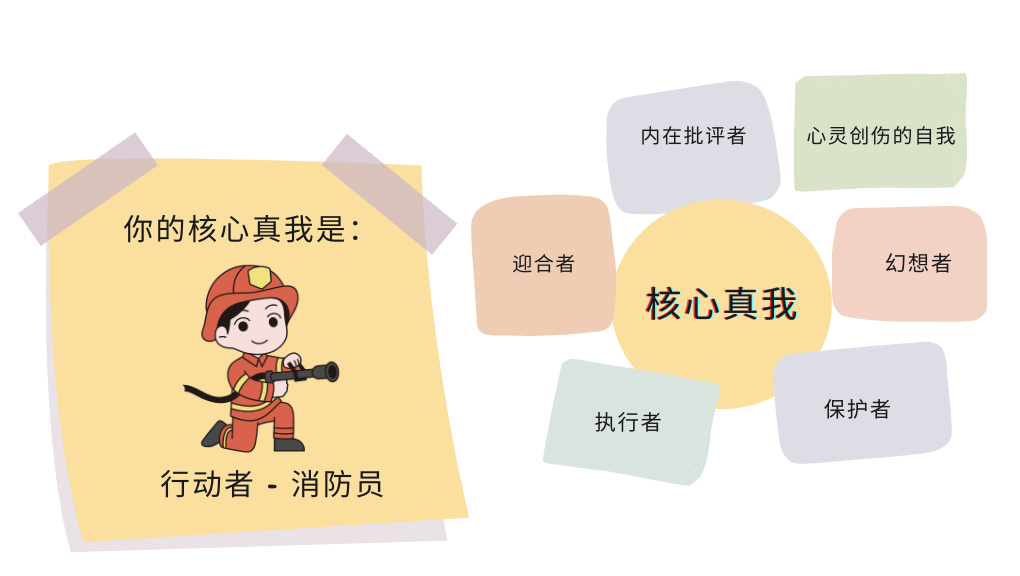 你的核心真我是：
行动者 - 消防员
内在批评者
心灵创伤的自我
迎合者
核心真我
幻想者
执行者
保护者